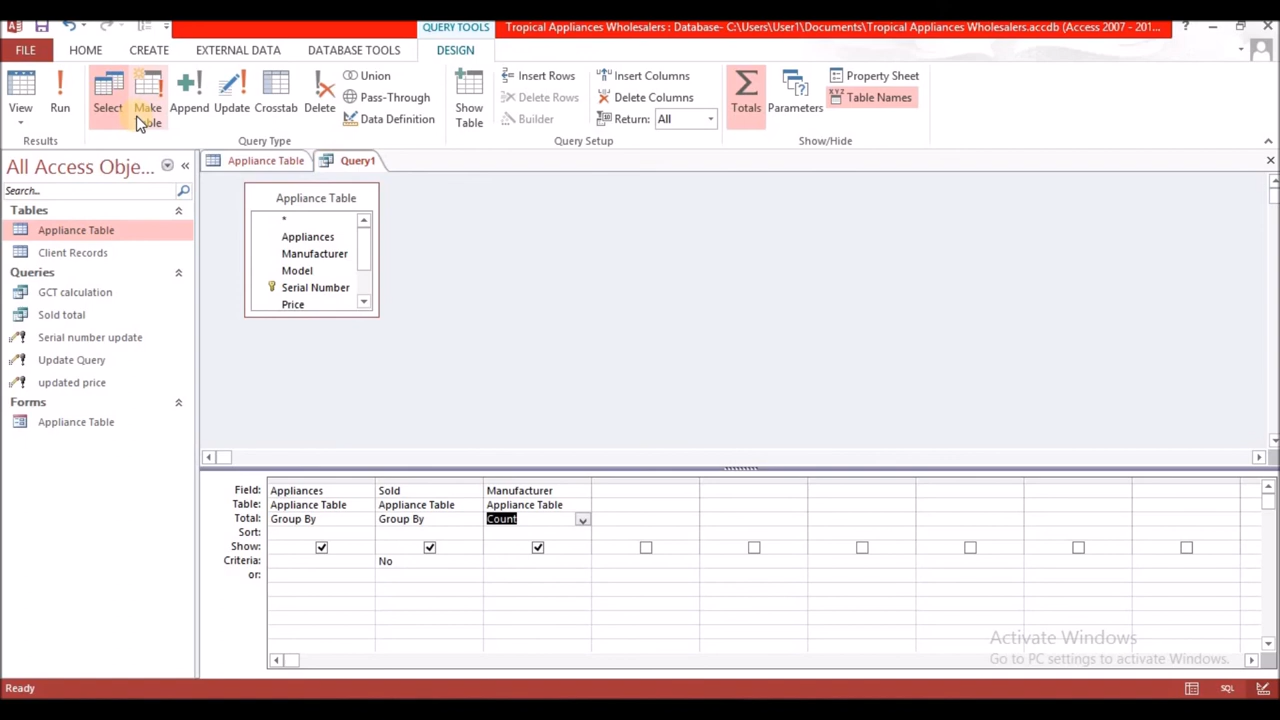 QUERY TOOLS
Tropical Appliances Wholesalers : Database- C:\Users\User1\Documents\Tropical Appliances Wholesalers.accdb (Access 2007 - 201...
?
FILE
HOME
CREATE
EXTERNAL DATA
DATABASE TOOLS
DESIGN
View
Run
Select
Make
Table
Append
Update
Crosstab
Delete
Union
Pass-Through
Data Definition
Show
Table
Insert Rows
Delete Rows
Builder
Insert Columns
Delete Columns
Return: All
Totals
Parameters
Property Sheet
XYZ Table Names
Results
Query Type
Query Setup
Show/Hide
All Access Obje...
Search...
Tables
Appliance Table
Client Records
Queries
GCT calculation
Sold total
Serial number update
Update Query
updated price
Forms
Appliance Table
Appliance Table
Query1
Appliance Table
*
Appliances
Manufacturer
Model
Serial Number
Price
Field: Appliances Sold Manufacturer
Table: Appliance Table Appliance Table Appliance Table
Total: Group By Group By Count
Sort:
Show:
Criteria: No
or:
Activate Windows
Go to PC settings to activate Windows.
Ready
SQL